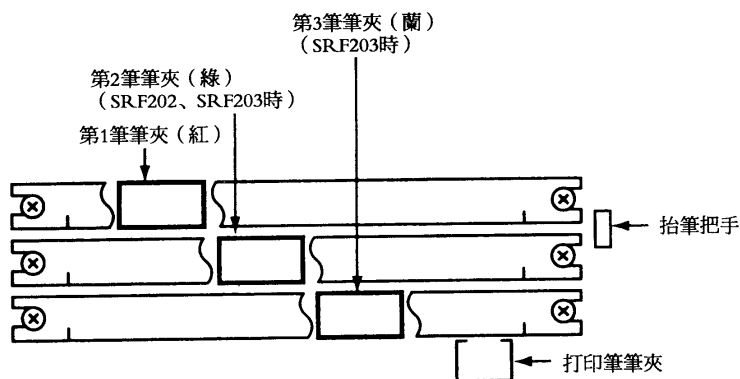 第3筆筆夾(蘭)
(SRF203時)
第2筆筆夾(綠)
(SRF202、SRF203時)
第1筆筆夾(紅)
抬筆把手
打印筆筆夾